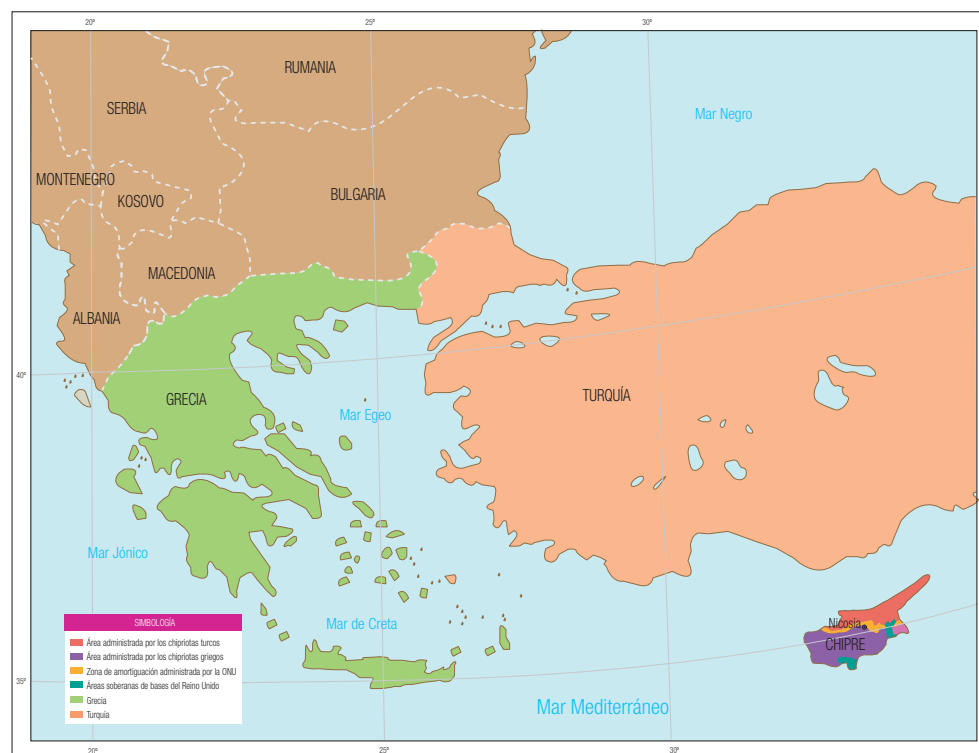 20°
25°
30°
RUMANIA
SERBIA
Mar Negro
MONTENEGRO
KOSOVO
BULGARIA
MACEDONIA
ALBANIA
40°
GRECIA
TURQUÍA
Mar Egeo
Mar Jónico
SIMBOLOGÍA
Área administrada por los chipriotas turcos
Área administrada por los chipriotas griegos
Zona de amortiguación administrada por la ONU
Áreas soberanas de bases del Reino Unido
Grecia
Turquía
Mar de Creta
Nicosia
CHIPRE
35°
Mar Mediterráneo
20°
25°
30°